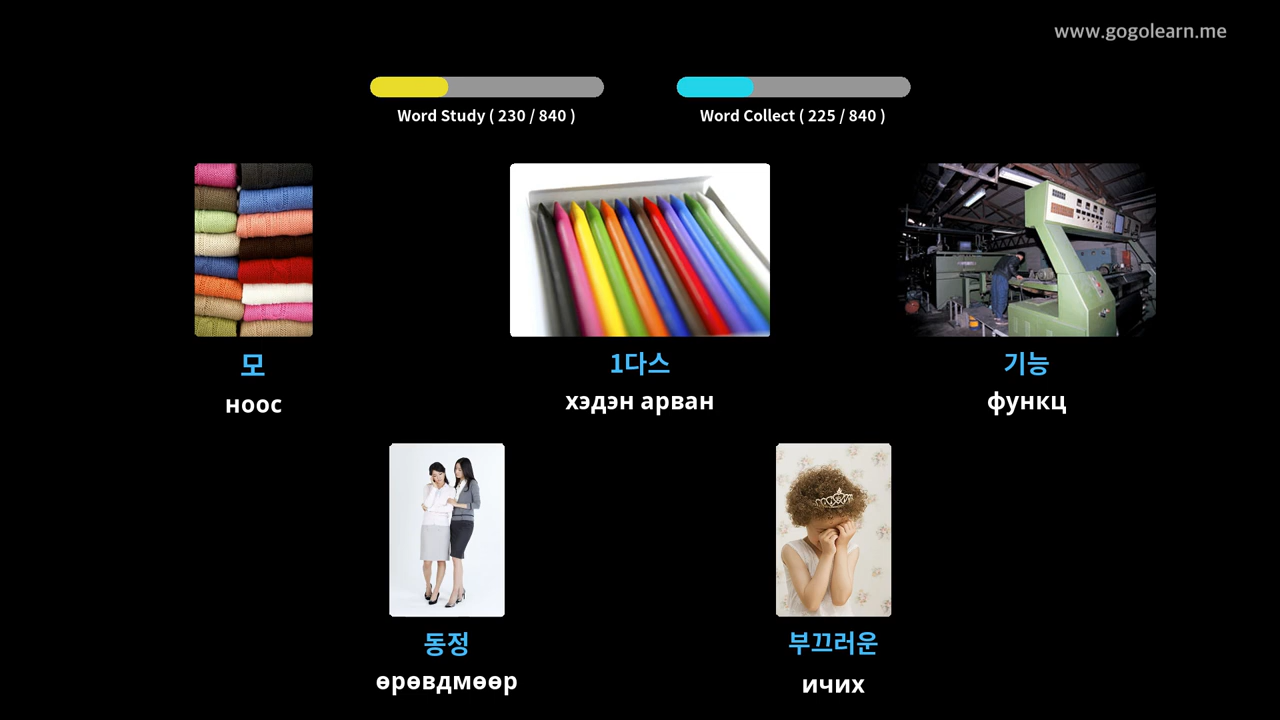 www.gogolearn.me
Word Study ( 230 / 840 )
Word Collect ( 225 / 840 )
모
1다스
기능
ноос
хэдэн арван
функц
동정
부끄러운
өрөвдмөөр
ичих